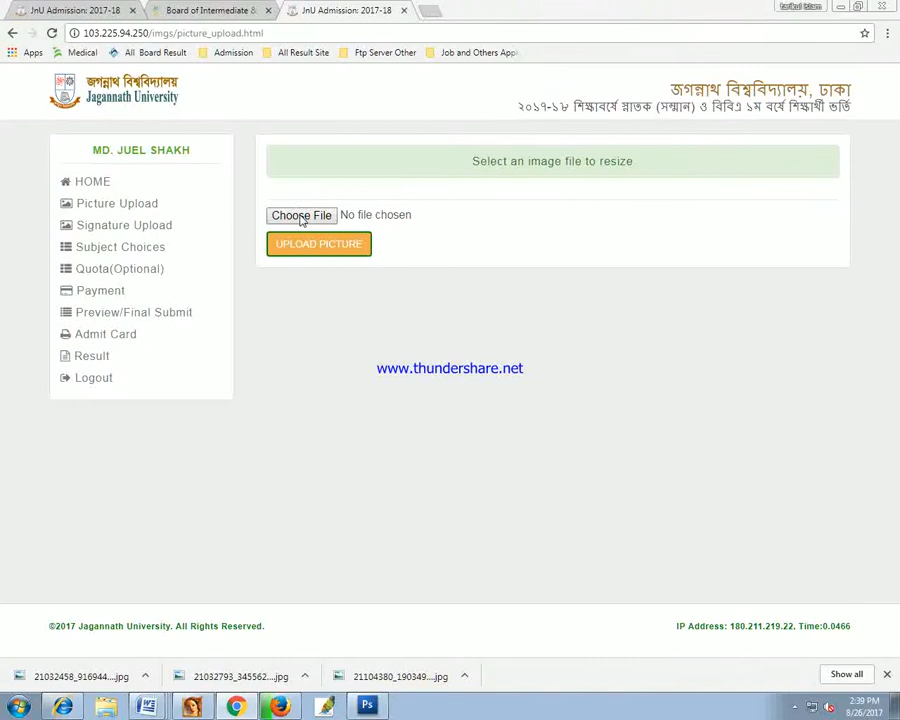 JnU Admission: 2017-18
Board of Intermediate &
JnU Admission: 2017-18
tarikul islam
103.225.94.250/imgs/picture_upload.html
Apps
Medical
All Board Result
Admission
All Result Site
Ftp Server Other
Job and Others Appl
জগন্নাথ বিশ্ববিদ্যালয়
Jagannath University
জগন্নাথ বিশ্ববিদ্যালয়, ঢাকা
২০১৭-১৮ শিক্ষাবর্ষে স্নাতক (সম্মান) ও বিবিএ ১ম বর্ষে শিক্ষার্থী ভর্তি
MD. JUEL SHAKH
HOME
Picture Upload
Signature Upload
Subject Choices
Quota(Optional)
Payment
Preview/Final Submit
Admit Card
Result
Logout
Select an image file to resize
Choose File No file chosen
UPLOAD PICTURE
www.thundershare.net
©2017 Jagannath University. All Rights Reserved.
IP Address: 180.211.219.22, Time:0.0466
21032458_916944....jpg
21032793_345562....jpg
21104380_190349....jpg
Show all
Ps
2:39 PM
8/26/2017